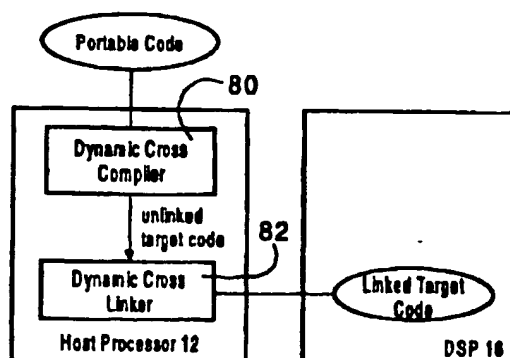 Portable Code
80
Dynamic Cross
Compiler
unlinked
target code
82
Dynamic Cross
Linker
Linked Target
Code
Host Processor 12
DSP 16